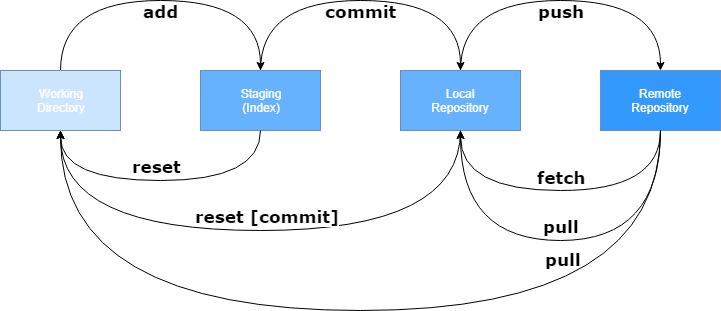 add
commit
push
Working
Directory
Staging
(Index)
Local
Repository
Remote
Repository
reset
fetch
reset [commit]
pull
pull